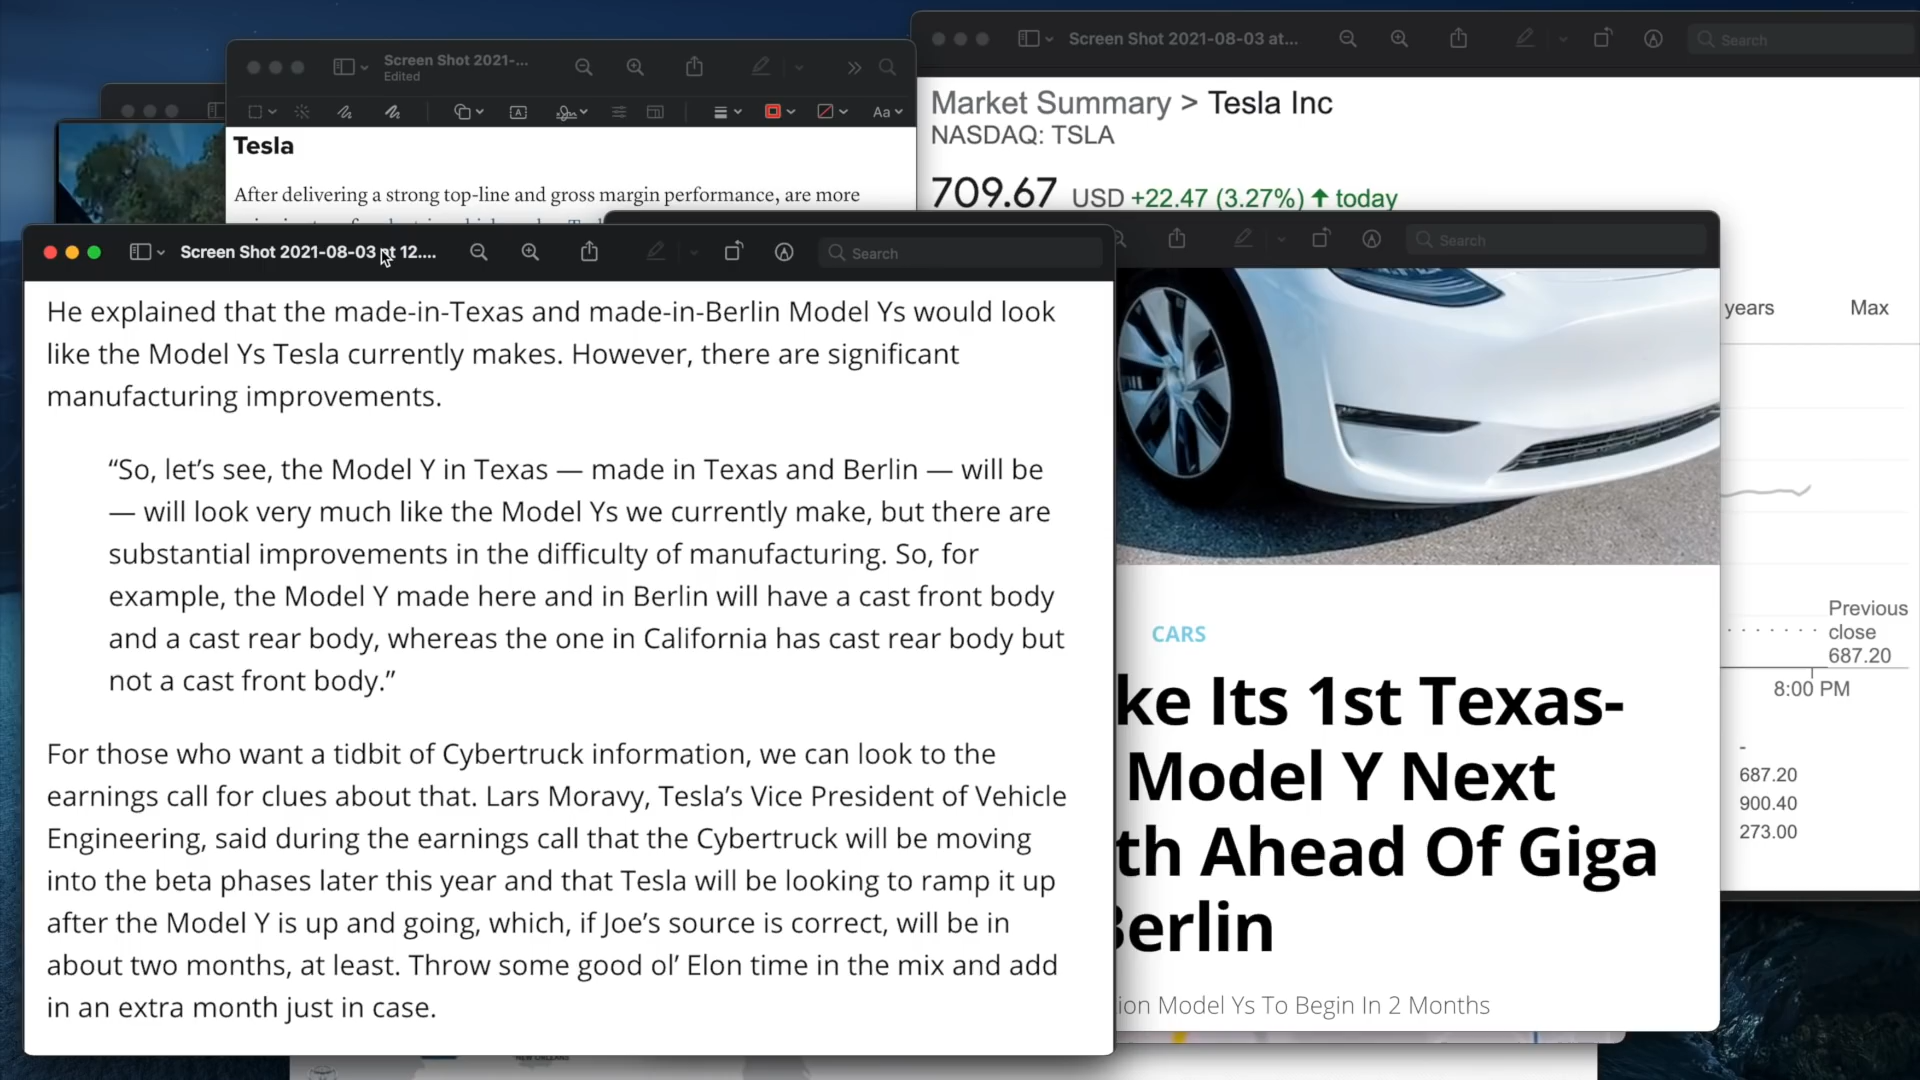 Screen Shot 2021-08-03 at...
Search
Market Summary > Tesla Inc
NASDAQ: TSLA
709.67 USD +22.47 (3.27%) ↑ today
years Max
Previous
close
687.20
8:00 PM
-
687.20
900.40
273.00
Screen Shot 2021-...
Edited
Aa
Tesla
After delivering a strong top-line and gross margin performance, are more
Search
CARS
ke Its 1st Texas-
Model Y Next
th Ahead Of Giga
Berlin
ion Model Ys To Begin In 2 Months
Screen Shot 2021-08-03 at 12....
Search
He explained that the made-in-Texas and made-in-Berlin Model Ys would look
like the Model Ys Tesla currently makes. However, there are significant
manufacturing improvements.
“So, let’s see, the Model Y in Texas — made in Texas and Berlin — will be
— will look very much like the Model Ys we currently make, but there are
substantial improvements in the difficulty of manufacturing. So, for
example, the Model Y made here and in Berlin will have a cast front body
and a cast rear body, whereas the one in California has cast rear body but
not a cast front body.”
For those who want a tidbit of Cybertruck information, we can look to the
earnings call for clues about that. Lars Moravy, Tesla’s Vice President of Vehicle
Engineering, said during the earnings call that the Cybertruck will be moving
into the beta phases later this year and that Tesla will be looking to ramp it up
after the Model Y is up and going, which, if Joe’s source is correct, will be in
about two months, at least. Throw some good ol’ Elon time in the mix and add
in an extra month just in case.